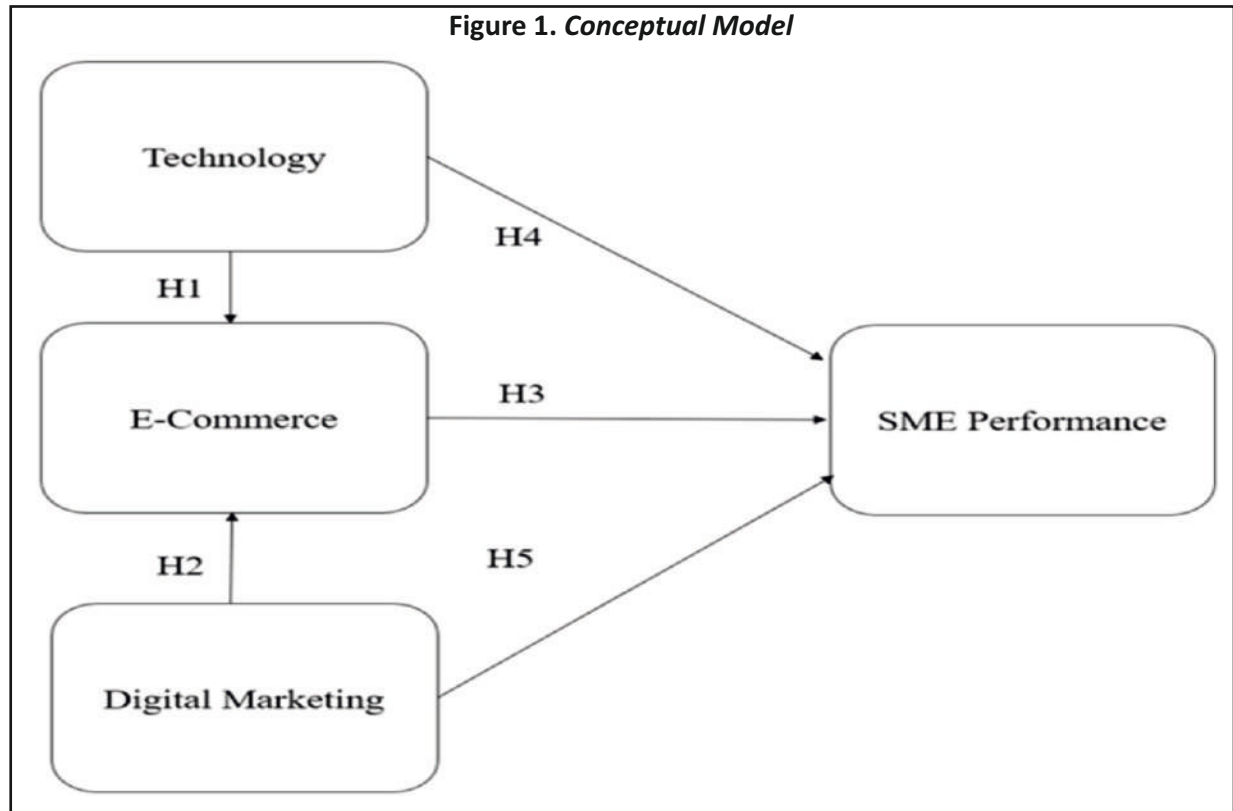 Figure 1. Conceptual Model
Technology
H4
H1
E-Commerce
H3
SME Performance
H2
H5
Digital Marketing